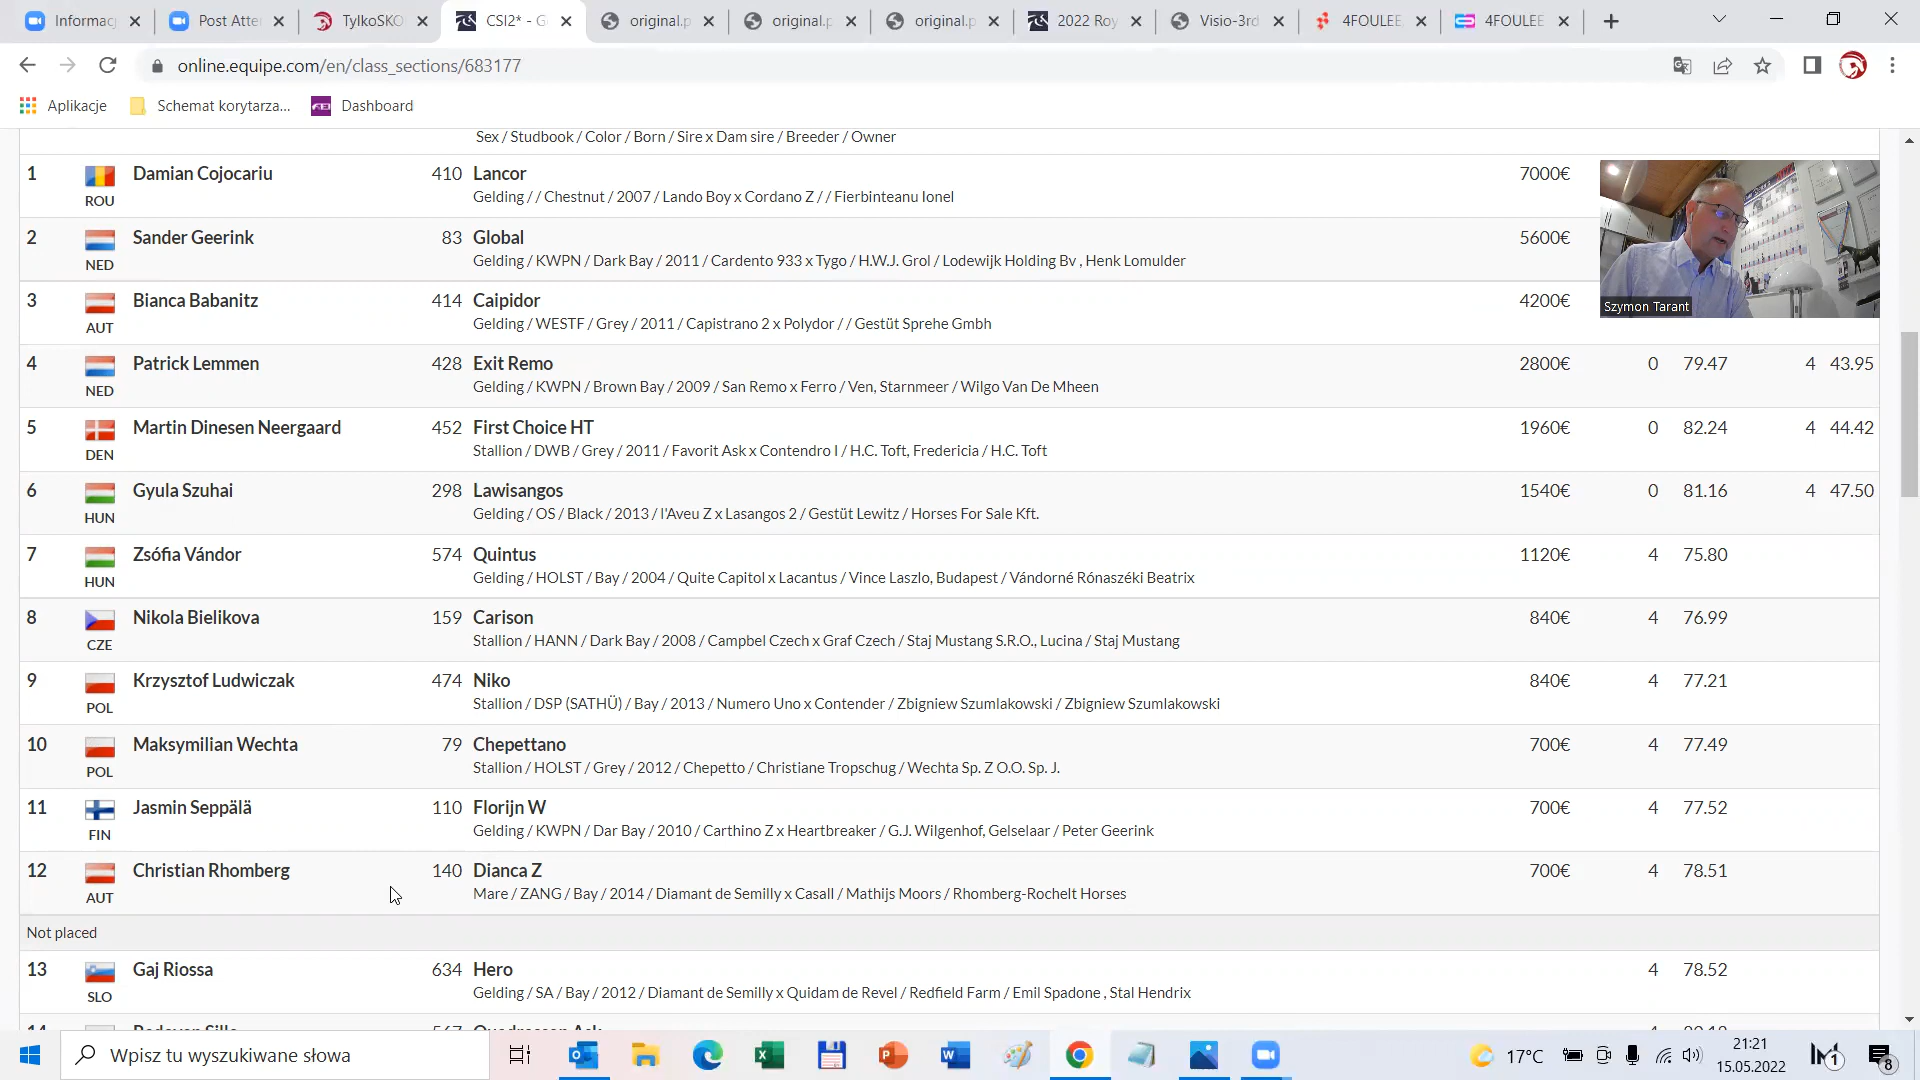 Informac
Post Atte
TylkoSKO
CSI2* - G
original.p
original.p
original.p
2022 Roy
Visio-3rd
4FOULEE
4FOULEE
online.equipe.com/en/class_sections/683177
Aplikacje
Schemat korytarza...
Dashboard
Sex / Studbook / Color / Born / Sire x Dam sire / Breeder / Owner
1 Damian Cojocariu 410 Lancor 7000€
ROU Gelding / / Chestnut / 2007 / Lando Boy x Cordano Z / / Fierbinteanu Ionel
2 Sander Geerink 83 Global 5600€
NED Gelding / KWPN / Dark Bay / 2011 / Cardento 933 x Tygo / H.W.J. Grol / Lodewijk Holding Bv , Henk Lomulder
3 Bianca Babanitz 414 Caipidor 4200€
AUT Gelding / WESTF / Grey / 2011 / Capistrano 2 x Polydor / / Gestüt Sprehe Gmbh
Szymon Tarant
4 Patrick Lemmen 428 Exit Remo 2800€ 0 79.47 4 43.95
NED Gelding / KWPN / Brown Bay / 2009 / San Remo x Ferro / Ven, Starnmeer / Wilgo Van De Mheen
5 Martin Dinesen Neergaard 452 First Choice HT 1960€ 0 82.24 4 44.42
DEN Stallion / DWB / Grey / 2011 / Favorit Ask x Contendro I / H.C. Toft, Fredericia / H.C. Toft
6 Gyula Szuhai 298 Lawisangos 1540€ 0 81.16 4 47.50
HUN Gelding / OS / Black / 2013 / l'Aveu Z x Lasangos 2 / Gestüt Lewitz / Horses For Sale Kft.
7 Zsófia Vándor 574 Quintus 1120€ 4 75.80
HUN Gelding / HOLST / Bay / 2004 / Quite Capitol x Lacantus / Vince Laszlo, Budapest / Vándorné Rónaszéki Beatrix
8 Nikola Bielikova 159 Carison 840€ 4 76.99
CZE Stallion / HANN / Dark Bay / 2008 / Campbel Czech x Graf Czech / Staj Mustang S.R.O., Lucina / Staj Mustang
9 Krzysztof Ludwiczak 474 Niko 840€ 4 77.21
POL Stallion / DSP (SATHÜ) / Bay / 2013 / Numero Uno x Contender / Zbigniew Szumlakowski / Zbigniew Szumlakowski
10 Maksymilian Wechta 79 Chepettano 700€ 4 77.49
POL Stallion / HOLST / Grey / 2012 / Chepetto / Christiane Tropschug / Wechta Sp. Z O.O. Sp. J.
11 Jasmin Seppälä 110 Florijn W 700€ 4 77.52
FIN Gelding / KWPN / Dar Bay / 2010 / Carthino Z x Heartbreaker / G.J. Wilgenhof, Gelselaar / Peter Geerink
12 Christian Rhomberg 140 Dianca Z 700€ 4 78.51
AUT Mare / ZANG / Bay / 2014 / Diamant de Semilly x Casall / Mathijs Moors / Rhomberg-Rochelt Horses
Not placed
13 Gaj Riossa 634 Hero 4 78.52
SLO Gelding / SA / Bay / 2012 / Diamant de Semilly x Quidam de Revel / Redfield Farm / Emil Spadone , Stal Hendrix
Wpisz tu wyszukiwane słowa
17°C
21:21
15.05.2022
1
8